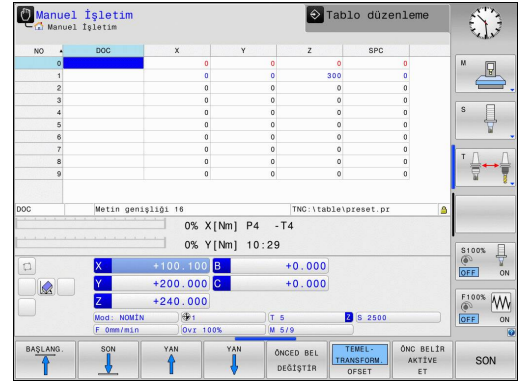 Manuel İşletim
Manuel İşletim
Tablo düzenleme
NO DOC X Y Z SPC
0 0 0 0 0
1 0 0 300 0
2 0 0 0 0
3 0 0 0 0
4 0 0 0 0
5 0 0 0 0
6 0 0 0 0
7 0 0 0 0
8 0 0 0 0
9 0 0 0 0
DOC Metin genişliği 16 TNC:\table\preset.pr
0% X[Nm] P4 -T4
0% Y[Nm] 10:29
X +100.100 B +0.000
Y +200.000 C +0.000
Z +240.000
Mod: NOMİN 1 T 5 Z S 2500
F 0mm/min Ovr 100% M 5/9
M
S
T
S100%
OFF ON
F100%
OFF ON
BAŞLANG.
SON
YAN
YAN
ÖNCED BEL
DEĞİŞTİR
TEMEL-
TRANSFORM.
OFSET
ÖNC BELİR
AKTİVE
ET
SON